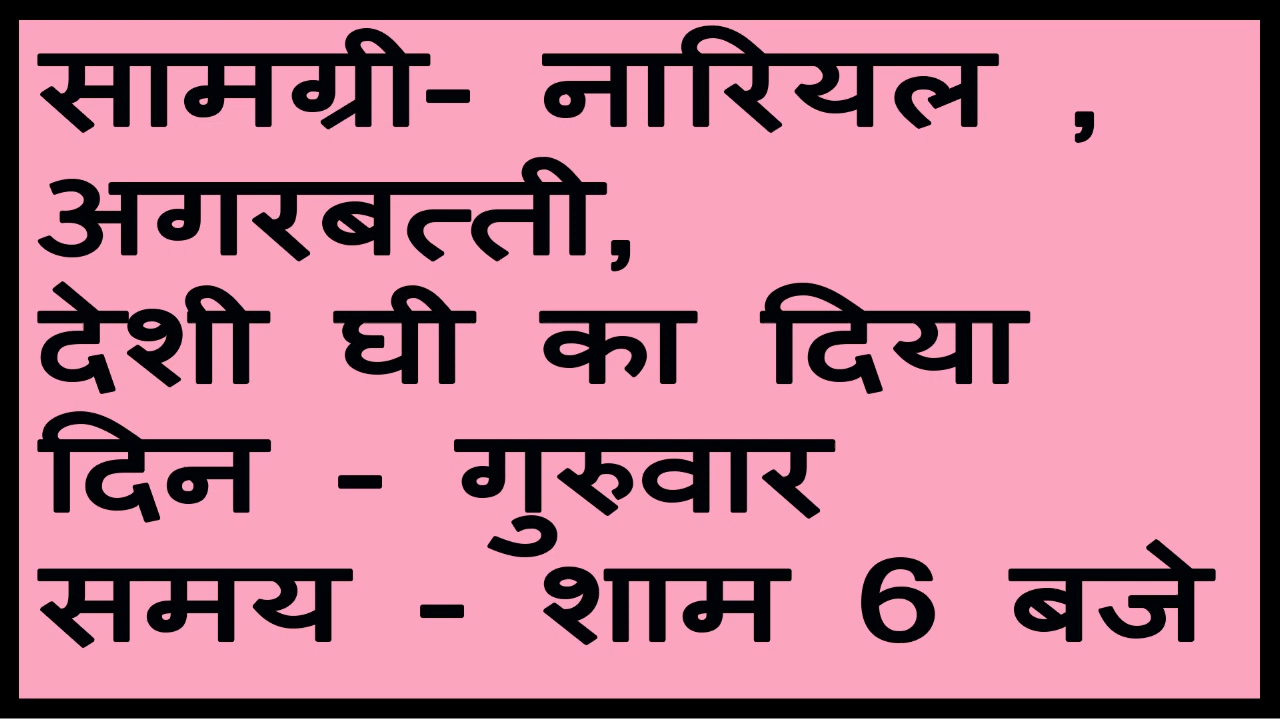 सामग्री- नारियल ,
अगरबत्ती,
देशी घी का दिया
दिन - गुरुवार
समय - शाम 6 बजे